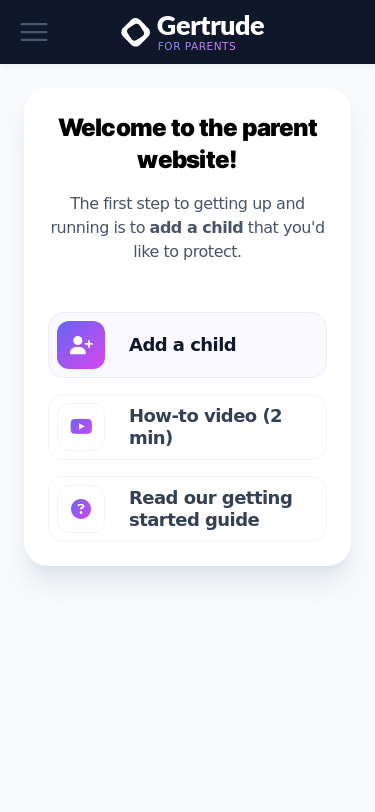 Gertrude
FOR PARENTS
Welcome to the parent
website!
The first step to getting up and
running is to add a child that you'd
like to protect.
Add a child
How-to video (2
min)
?
Read our getting
started guide